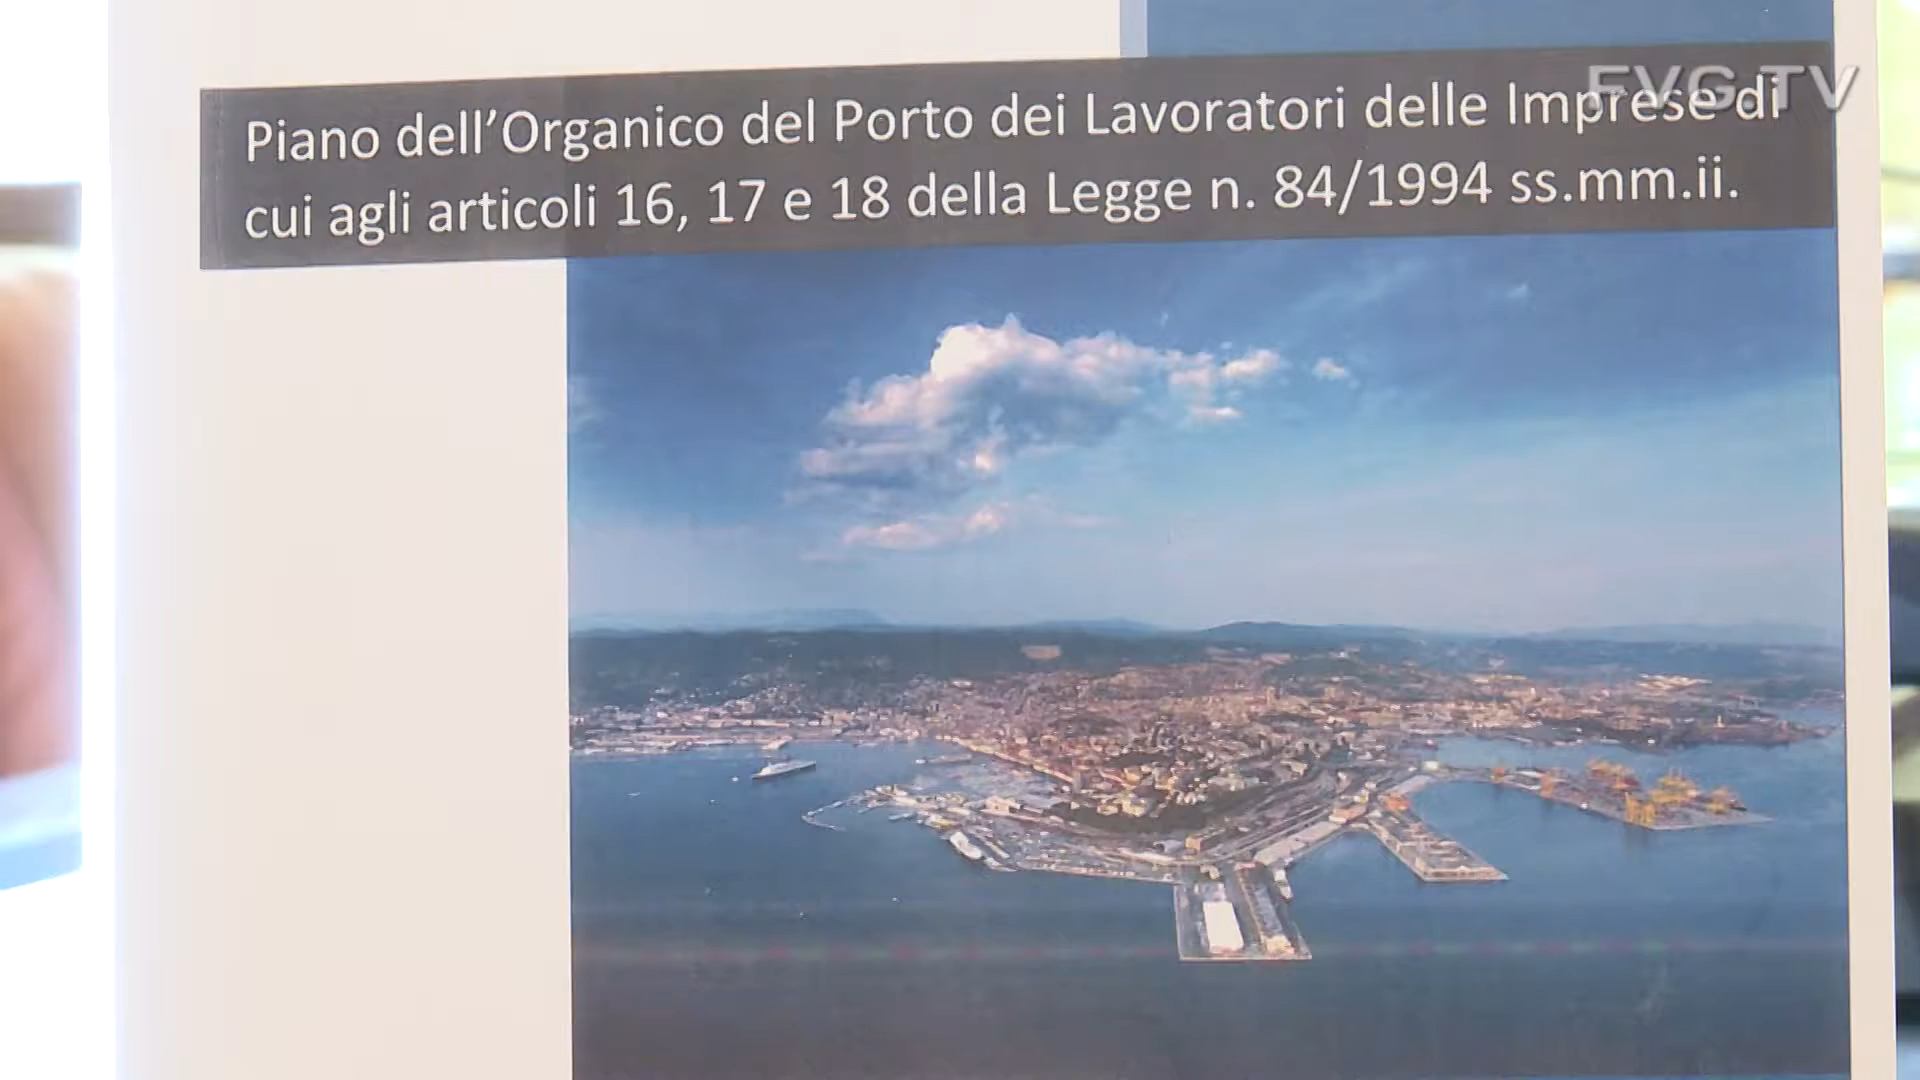 FVG TV
Piano dell'Organico del Porto dei Lavoratori delle Imprese di
cui agli articoli 16, 17 e 18 della Legge n. 84/1994 ss.mm.ii.